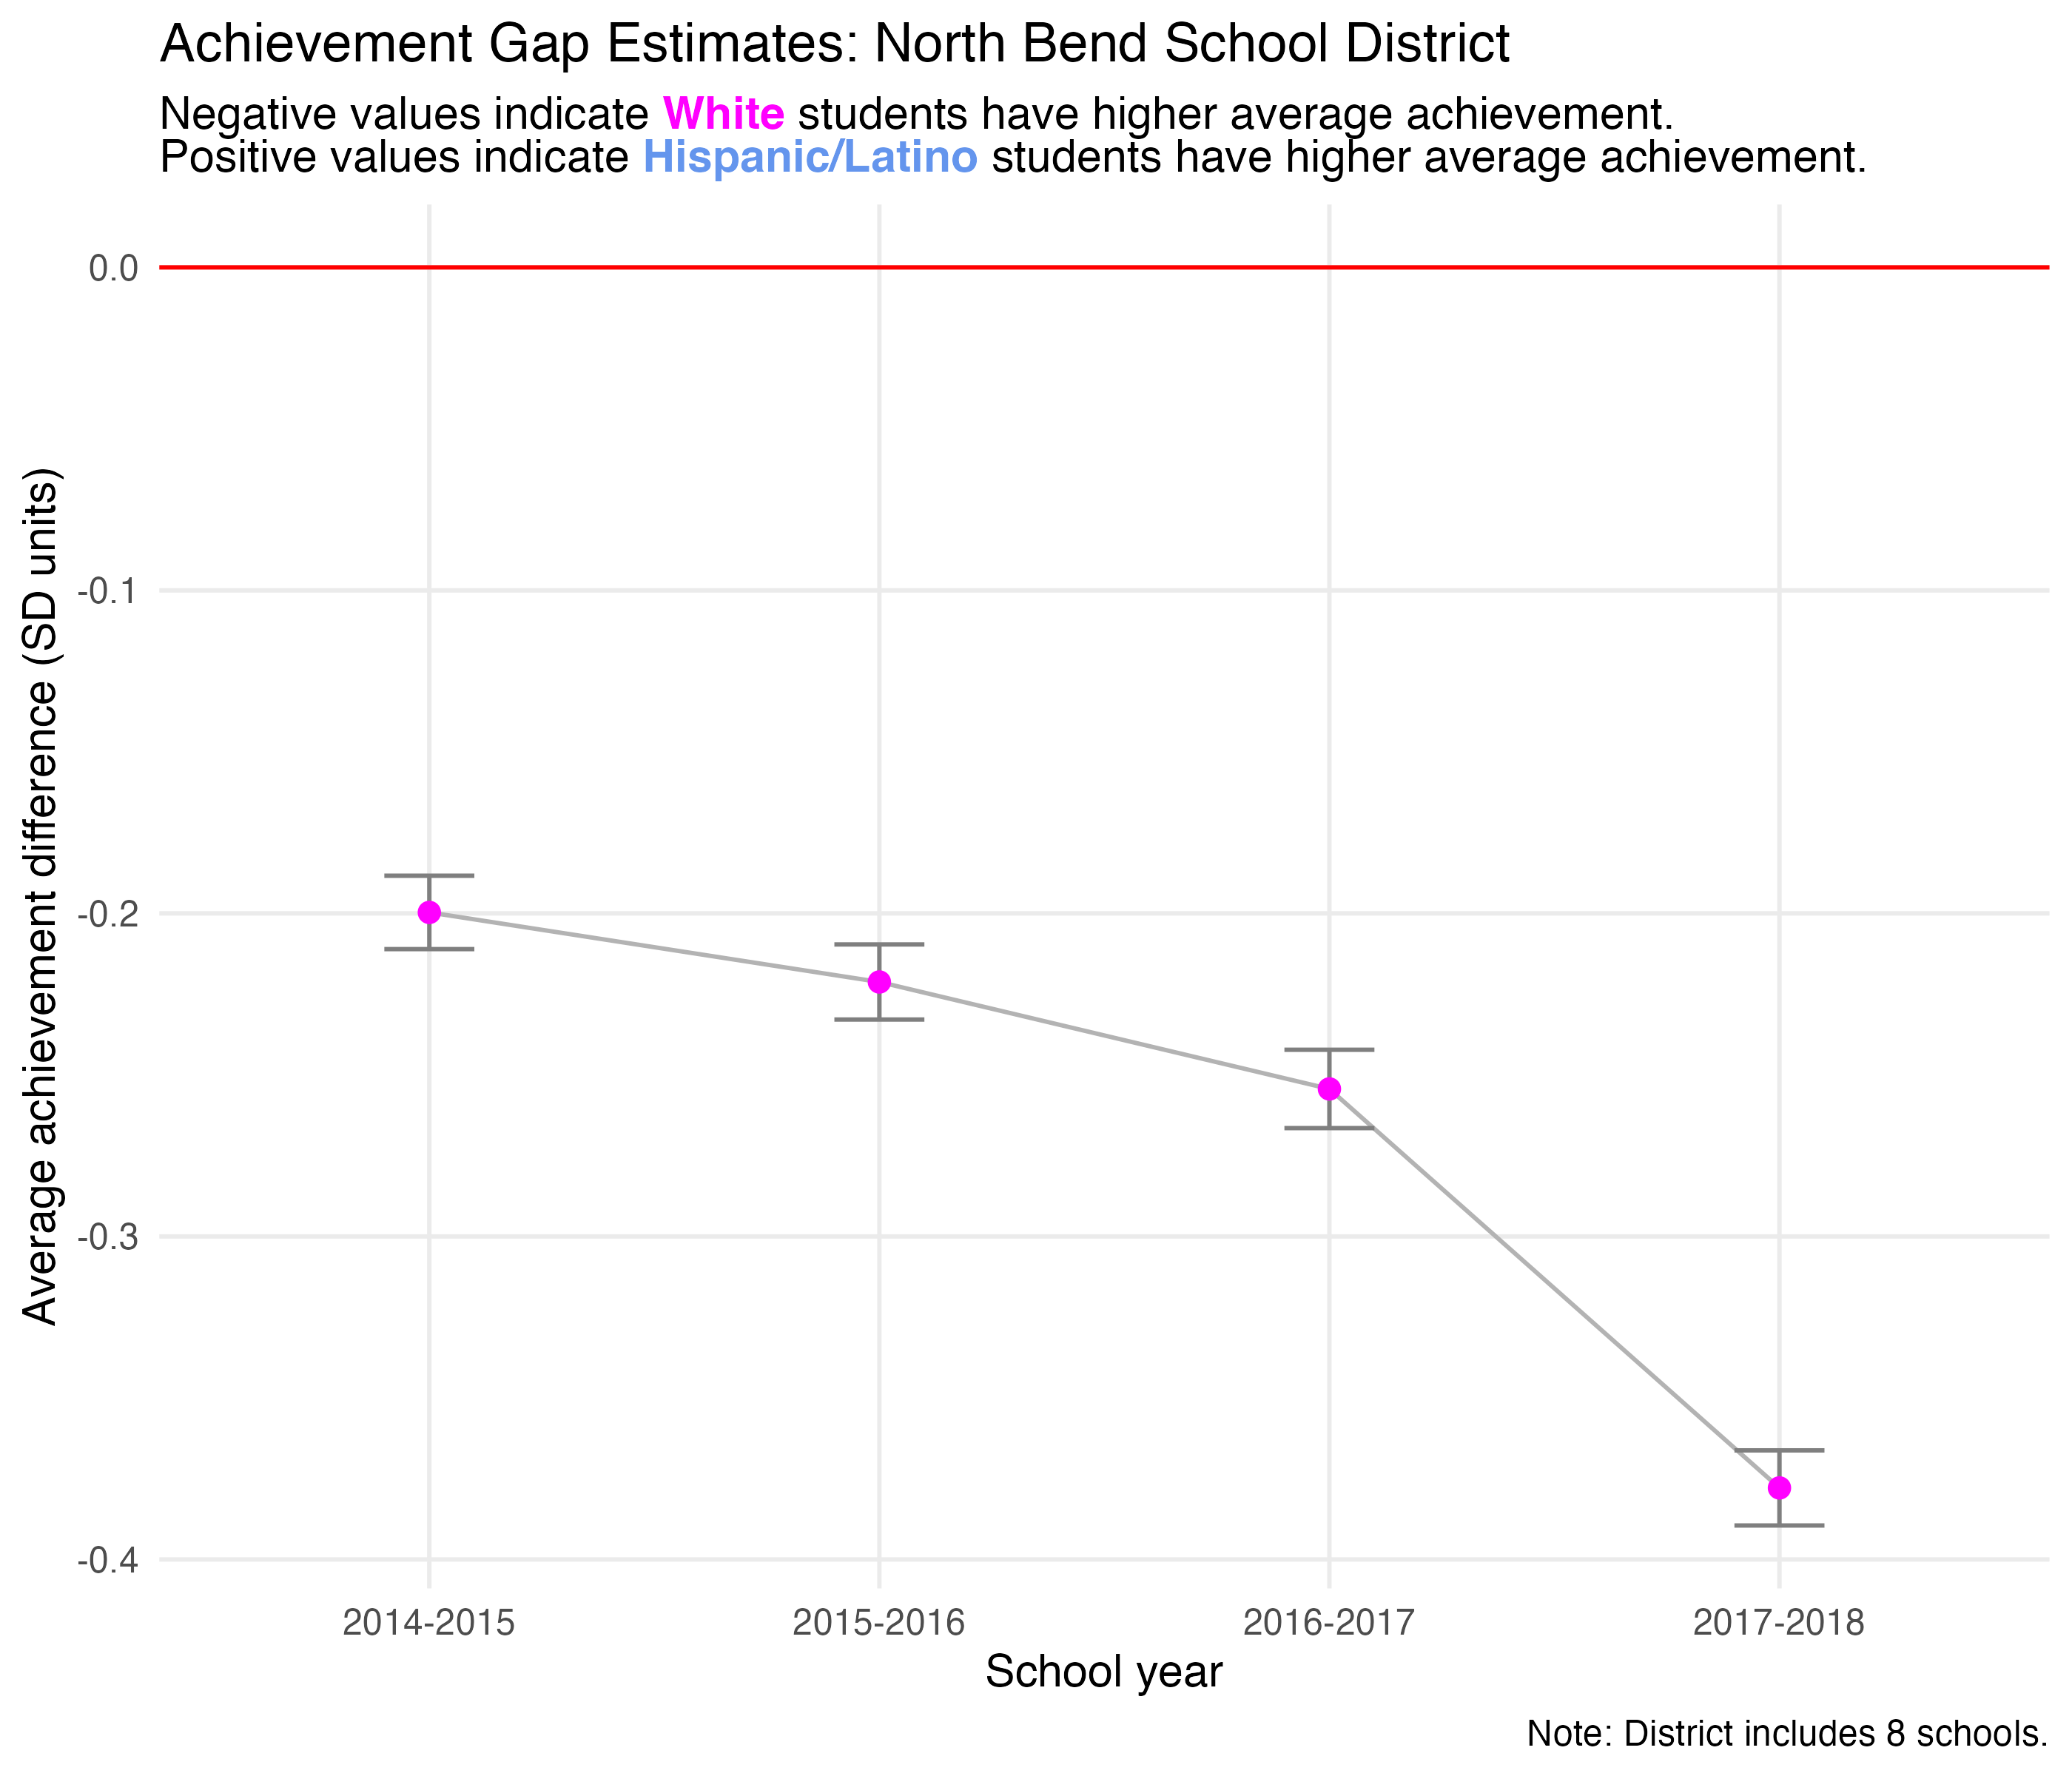 Achievement Gap Estimates: North Bend School District
Negative values indicate White students have higher average achievement.
Positive values indicate Hispanic/Latino students have higher average achievement.
Average achievement difference (SD units)
0.0
-0.1
-0.2
-0.3
-0.4
2014-2015
2015-2016
2016-2017
2017-2018
School year
Note: District includes 8 schools.